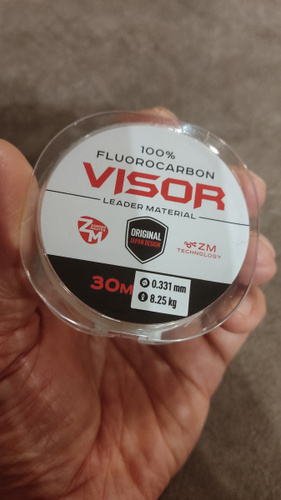 100%
FLUOROCARBON
VISOR
LEADER MATERIAL
ZM
ORIGINAL
JAPAN DESIGN
ZM
TECHNOLOGY
30M
0.331 mm
8.25 kg